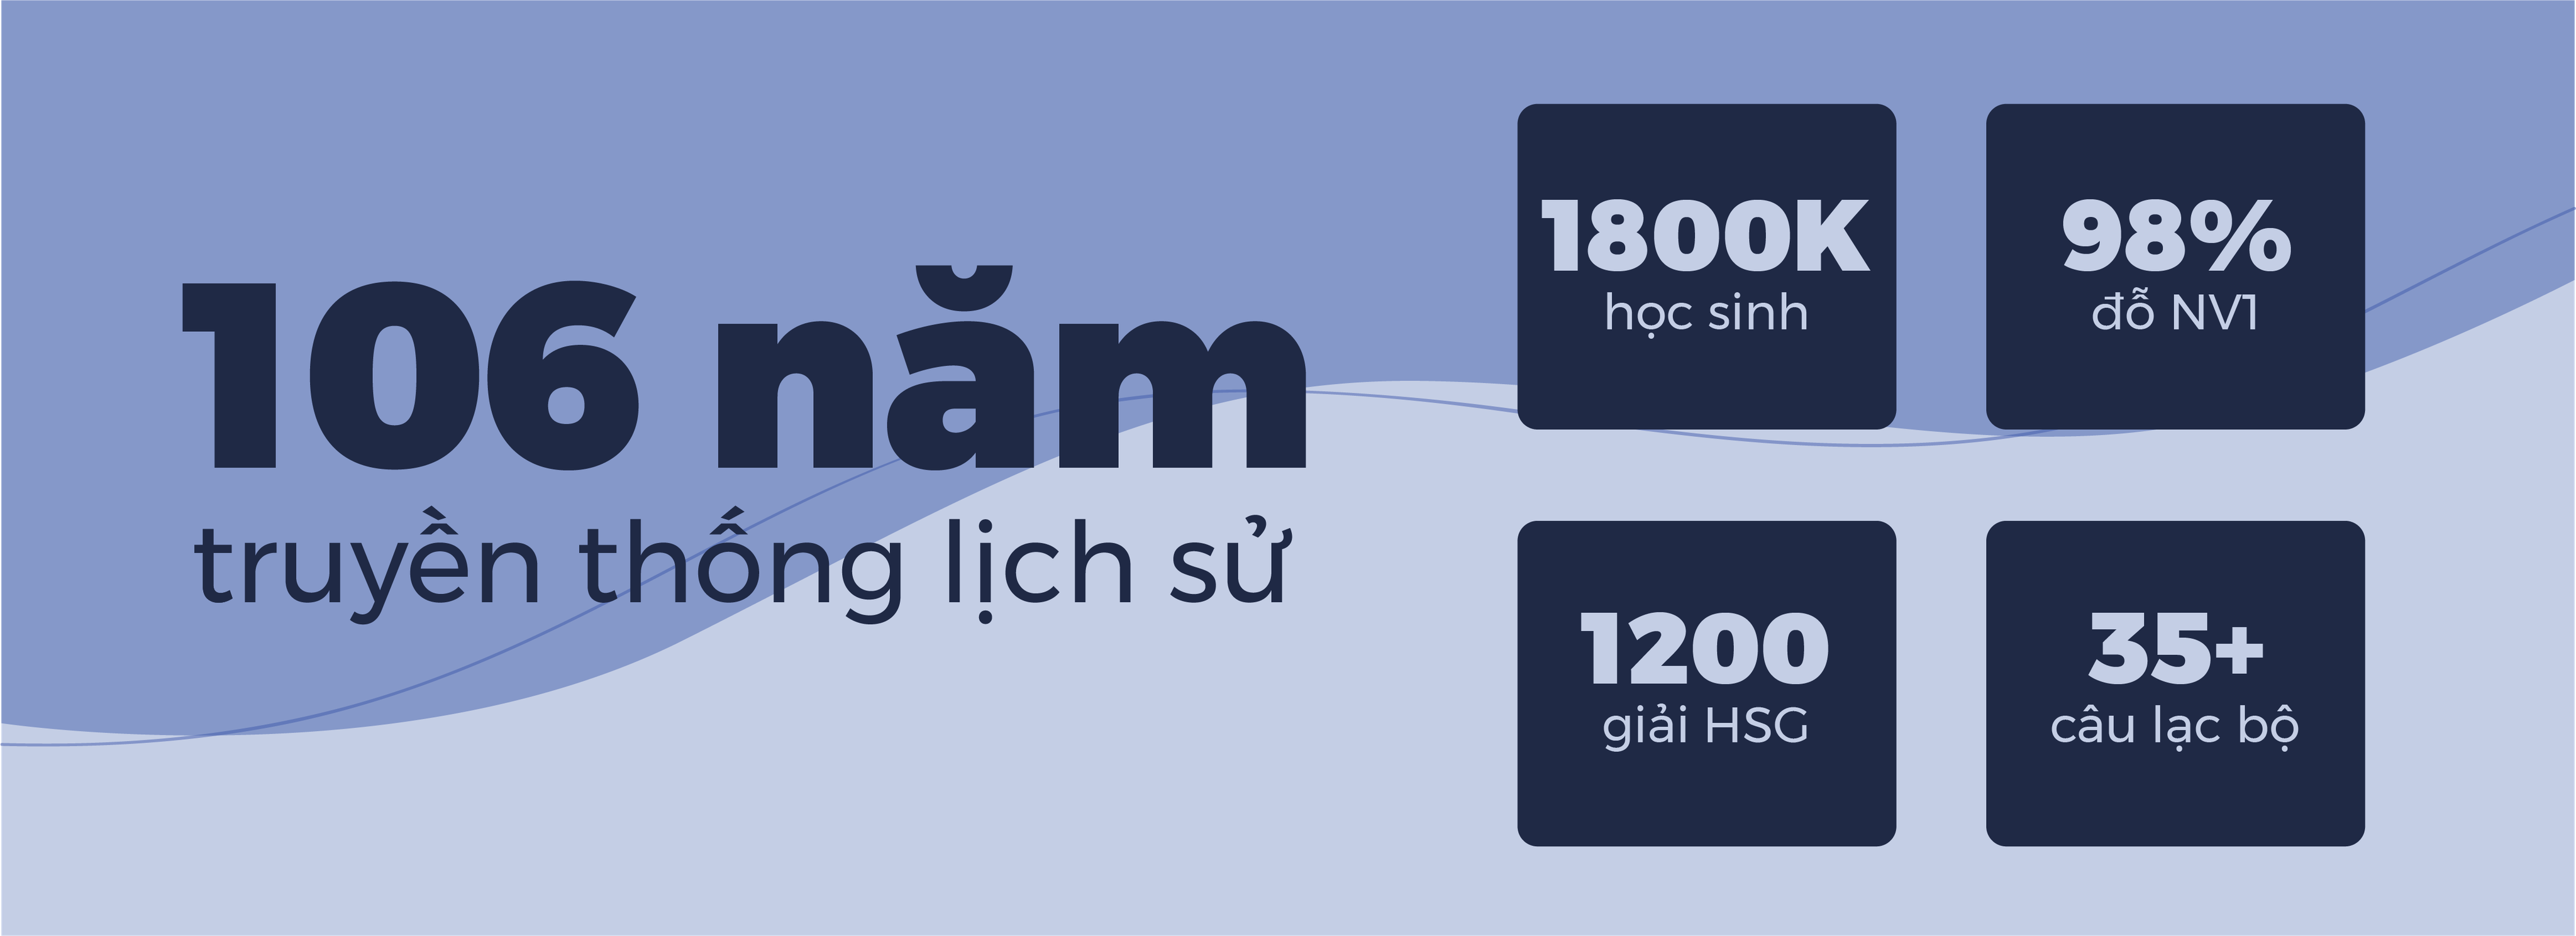 106 năm
truyền thống lịch sử
1800K
học sinh
98%
đỗ NV1
1200
giải HSG
35+
câu lạc bộ